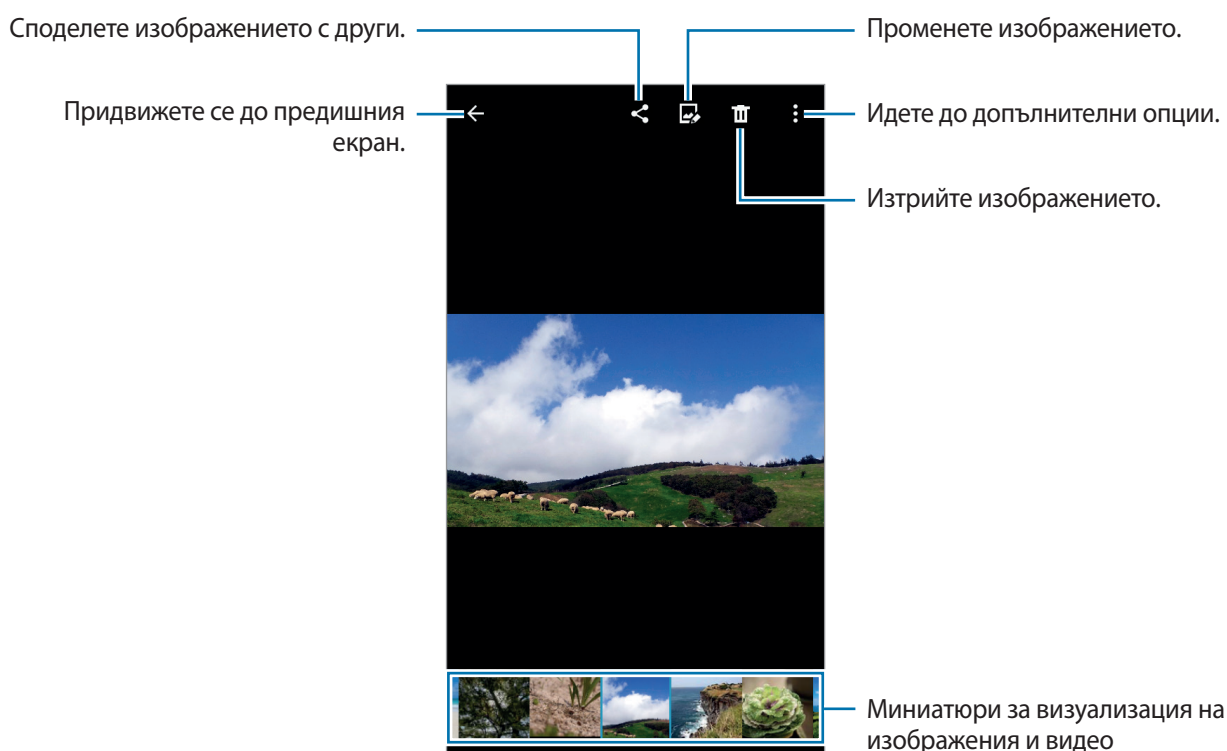 Споделете изображението с други.
Променете изображението.
Придвижете се до предишния
екран.
Идете до допълнителни опции.
Изтрийте изображението.
Миниатюри за визуализация на
изображения и видео